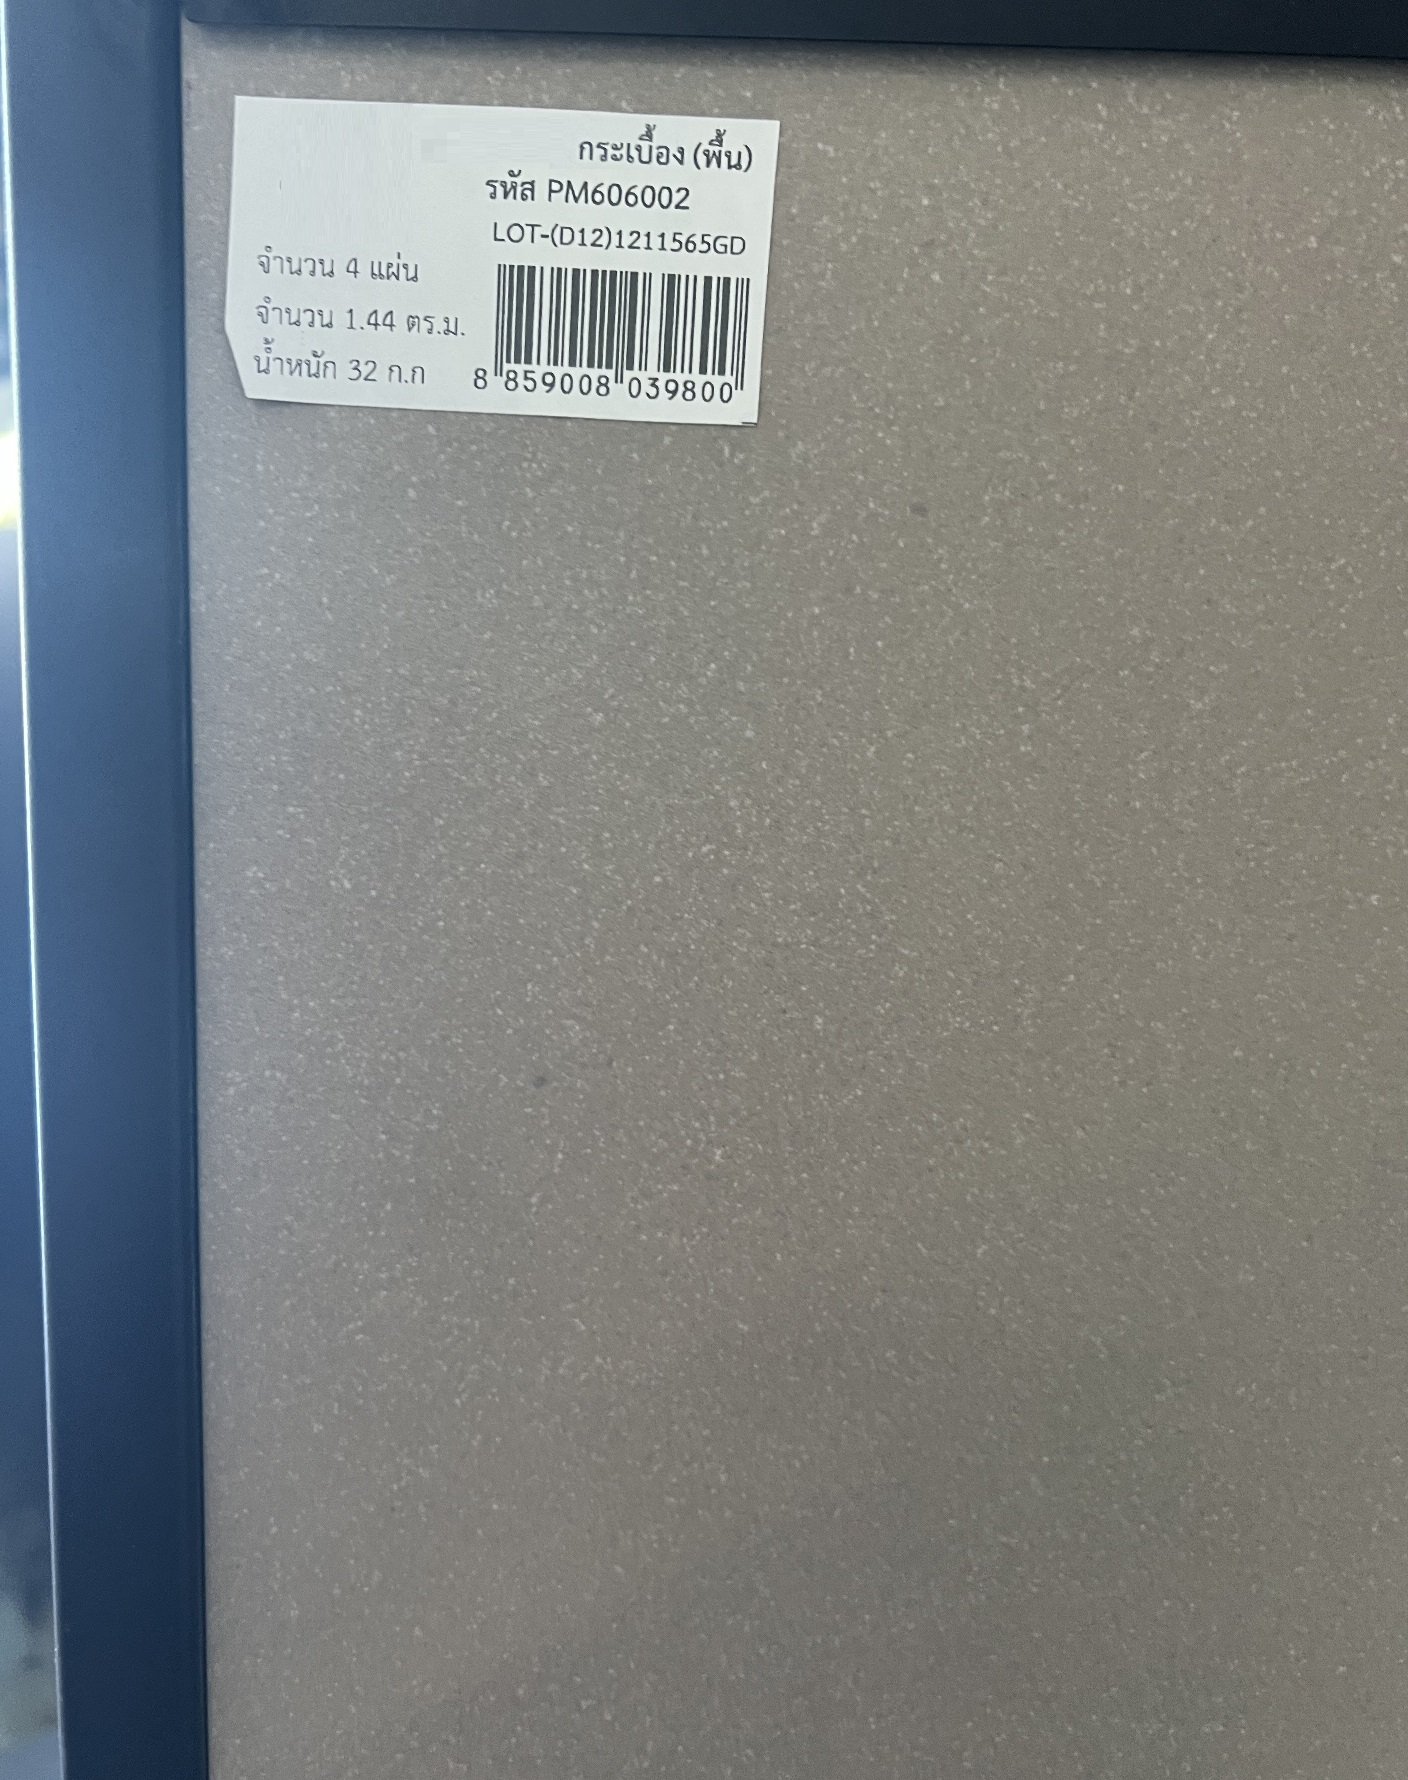 กระเบื้อง (พื้น)
รหัส PM606002
LOT-(D12)1211565GD
จำนวน 4 แผ่น
จำนวน 1.44 ตร.ม.
น้ำหนัก 32 ก.ก
8 859008 039800